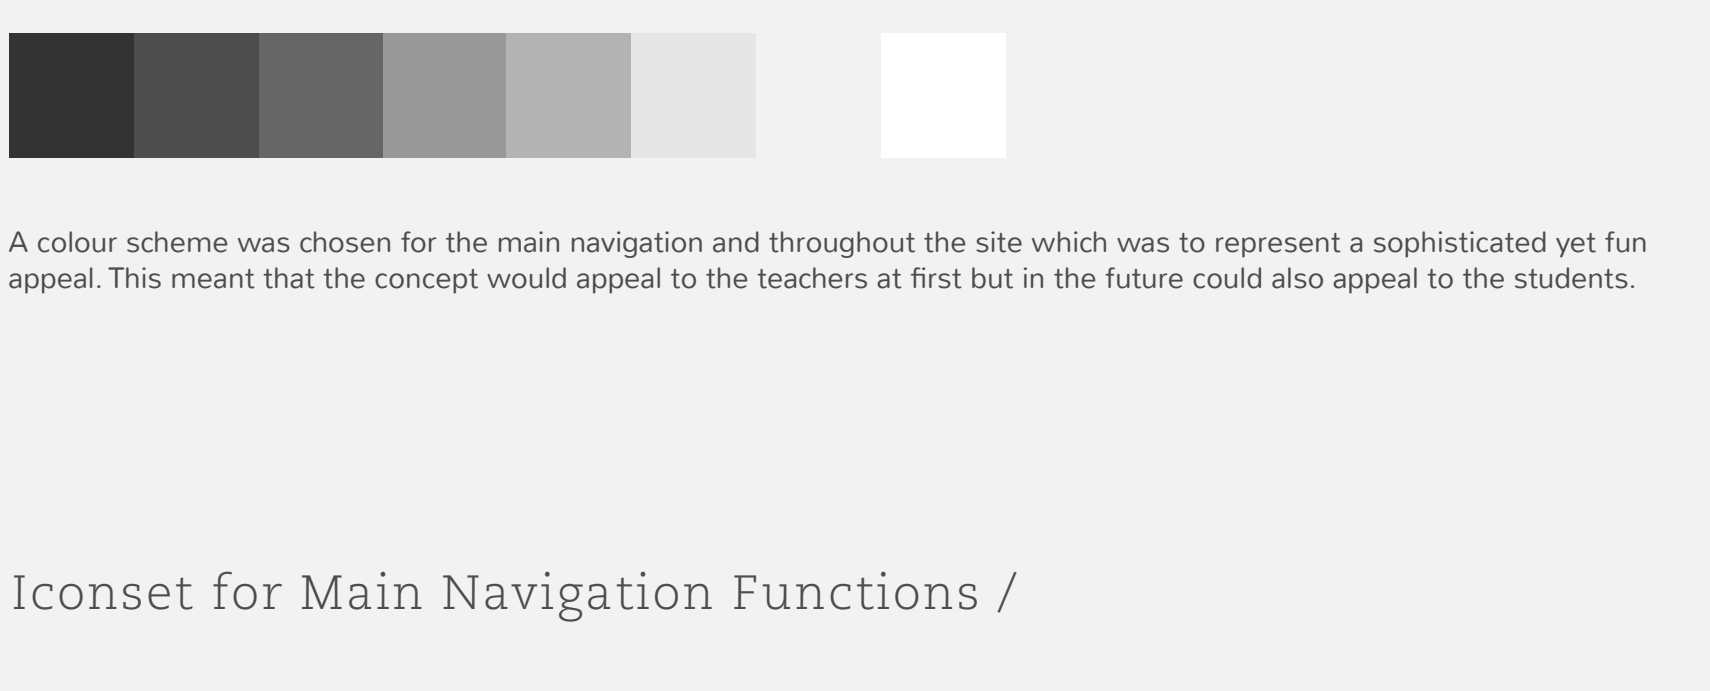 A colour scheme was chosen for the main navigation and throughout the site which was to represent a sophisticated yet fun
appeal. This meant that the concept would appeal to the teachers at first but in the future could also appeal to the students.
Iconset for Main Navigation Functions /